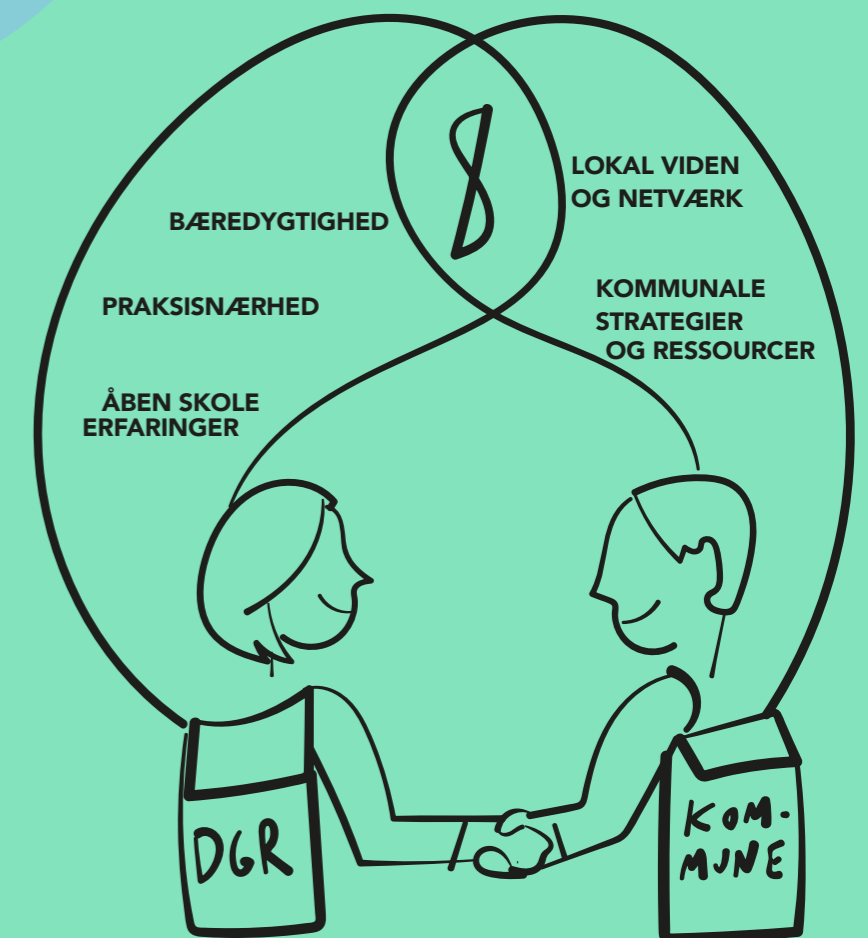 BÆREDYGTIGHED
PRAKSISNÆRHED
ÅBEN SKOLE
ERFARINGER
LOKAL VIDEN
OG NETVÆRK
KOMMUNALE
STRATEGIER
OG RESSOURCER
DGR
KOM-
MUNE